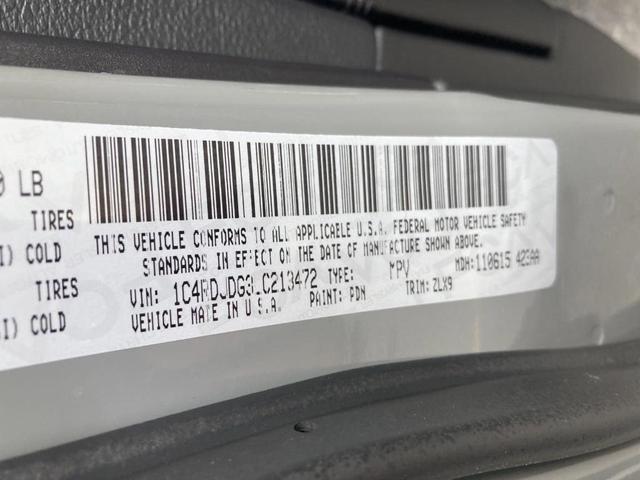 0 LB
TIRES
I) COLD
TIRES
SI) COLD
THIS VEHICLE CONFORMS TO ALL APPLICABLE U.S.A. FEDERAL MOTOR VEHICLE SAFETY
STANDARDS IN EFFECT ON THE DATE OF MANUFACTURE SHOWN ABOVE.
VIN: TYPE: MPV MDH:110615 423AA
VEHICLE MADE IN U.S.A. PAINT: PDN TRIM: ZLX9